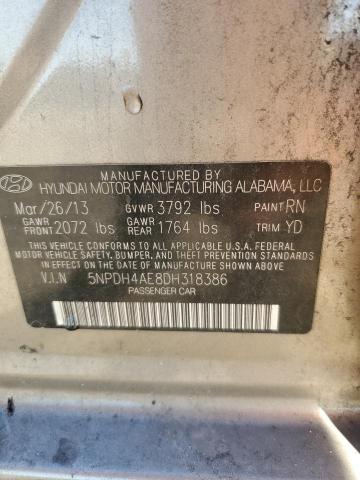 MANUFACTURED BY
HYUNDAI MOTOR MANUFACTURING ALABAMA, LLC
Mar/26/13 GVWR 3792 lbs PAINT RN
GAWR FRONT 2072 lbs GAWR REAR 1764 lbs TRIM YD
THIS VEHICLE CONFORMS TO ALL APPLICABLE U.S. FEDERAL
MOTOR VEHICLE SAFETY, BUMPER, AND THEFT PREVENTION STANDARDS
IN EFFECT ON THE DATE OF MANUFACTURE SHOWN ABOVE.
V.I.N 5NPDH4AE8DH318386
PASSENGER CAR